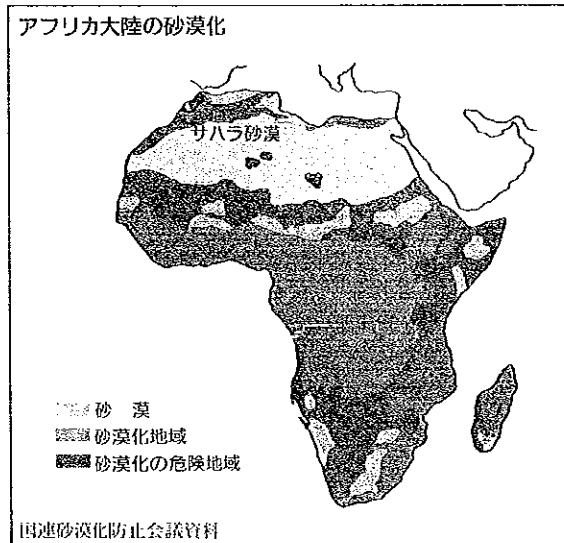 アフリカ大陸の砂漠化
サハラ砂漠
砂　漠
砂漠化地域
砂漠化の危険地域
国連砂漠化防止会議資料